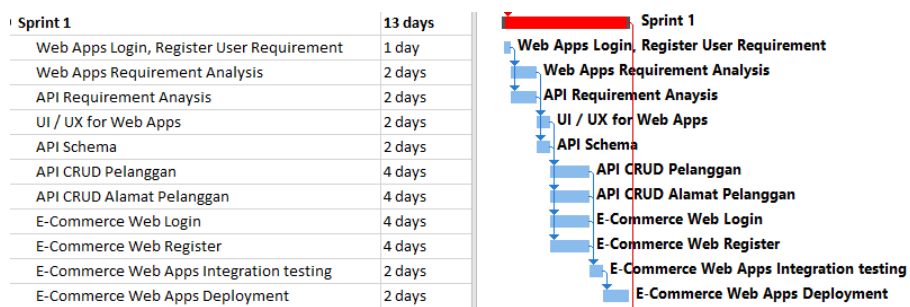 Sprint 1 13 days Sprint 1
Web Apps Login, Register User Requirement 1 day Web Apps Login, Register User Requirement
Web Apps Requirement Analysis 2 days Web Apps Requirement Analysis
API Requirement Anaysis 2 days API Requirement Anaysis
UI / UX for Web Apps 2 days UI / UX for Web Apps
API Schema 2 days API Schema
API CRUD Pelanggan 4 days API CRUD Pelanggan
API CRUD Alamat Pelanggan 4 days API CRUD Alamat Pelanggan
E-Commerce Web Login 4 days E-Commerce Web Login
E-Commerce Web Register 4 days E-Commerce Web Register
E-Commerce Web Apps Integration testing 2 days E-Commerce Web Apps Integration testing
E-Commerce Web Apps Deployment 2 days E-Commerce Web Apps Deployment